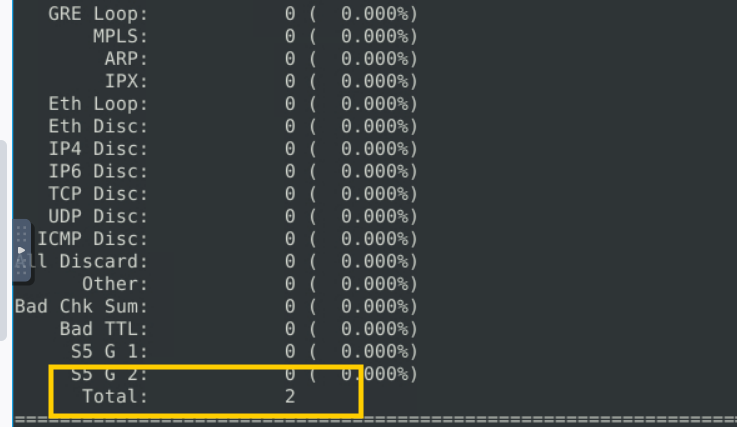 GRE Loop: 0 ( 0.000%)
MPLS: 0 ( 0.000%)
ARP: 0 ( 0.000%)
IPX: 0 ( 0.000%)
Eth Loop: 0 ( 0.000%)
Eth Disc: 0 ( 0.000%)
IP4 Disc: 0 ( 0.000%)
IP6 Disc: 0 ( 0.000%)
TCP Disc: 0 ( 0.000%)
UDP Disc: 0 ( 0.000%)
ICMP Disc: 0 ( 0.000%)
All Discard: 0 ( 0.000%)
Other: 0 ( 0.000%)
Bad Chk Sum: 0 ( 0.000%)
Bad TTL: 0 ( 0.000%)
S5 G 1: 0 ( 0.000%)
S5 G 2: 0 ( 0.000%)
Total: 2
===============================================================================